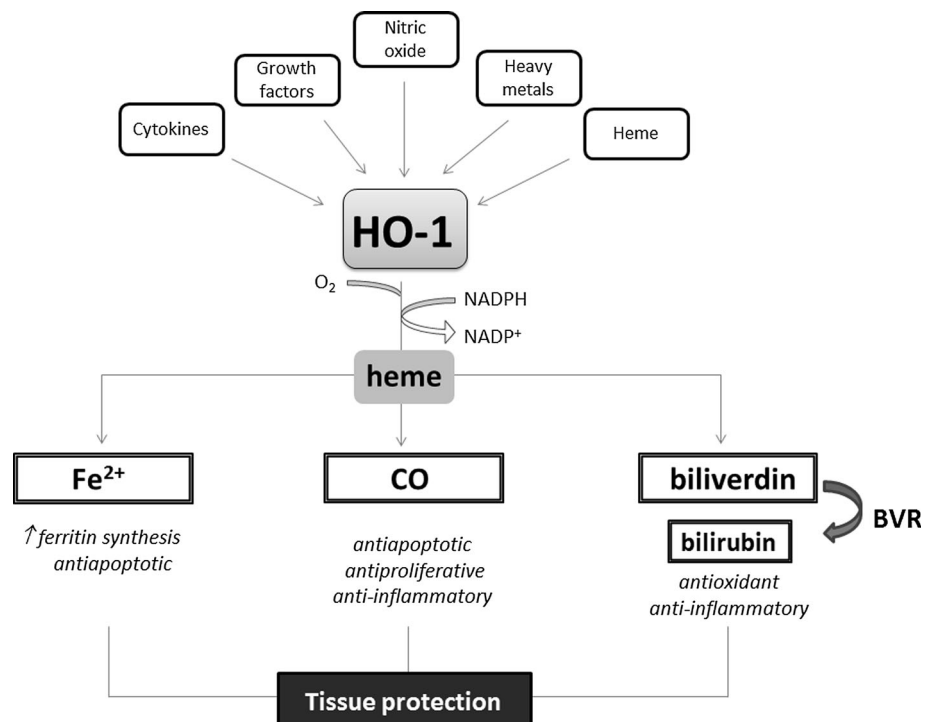 Nitric
oxide
Growth
factors
Heavy
metals
Cytokines
Heme
HO-1
O₂
NADPH
NADP⁺
heme
Fe²⁺
CO
biliverdin
BVR
↑ferritin synthesis
antiapoptotic
antiapoptotic
antiproliferative
anti-inflammatory
bilirubin
antioxidant
anti-inflammatory
Tissue protection